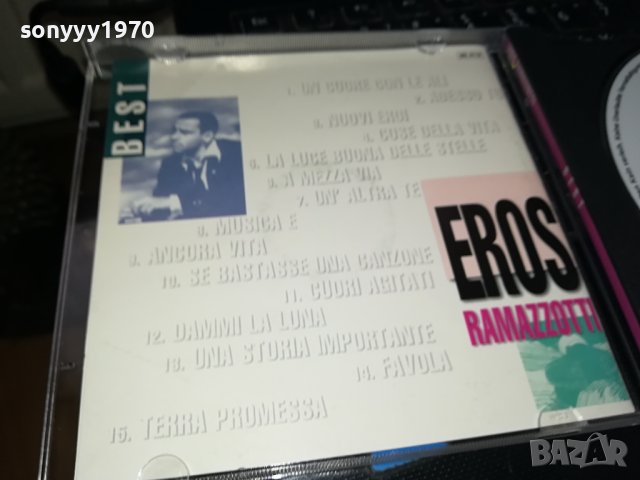 sonyyy1970
BEST
1. UN CUORE CON LE ALI
2. ADESSO TU
3. NUOVI EROI
4. COSE DELLA VITA
5. LA LUCE BUONA DELLE STELLE
6. A MEZZA VIA
7. UN' ALTRA TE
8. MUSICA E
9. ANCORA VITA
10. SE BASTASSE UNA CANZONE
11. CUORI AGITATI
12. DAMMI LA LUNA
13. UNA STORIA IMPORTANTE
14. FAVOLA
15. TERRA PROMESSA
EROS
RAMAZZOTTI
BAZAR